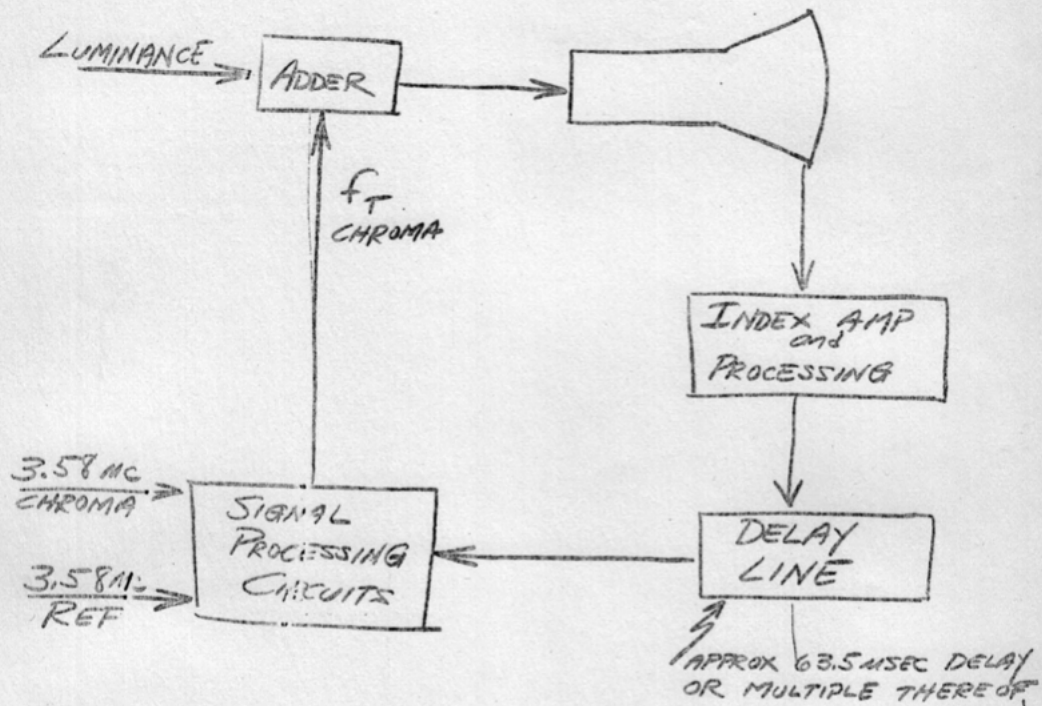 LUMINANCE
ADDER
fT
CHROMA
INDEX AMP
and
PROCESSING
3.58 MC
CHROMA
SIGNAL
PROCESSING
CIRCUITS
3.58 MC
REF
DELAY
LINE
APPROX 63.5 MSEC DELAY
OR MULTIPLE THEREOF.